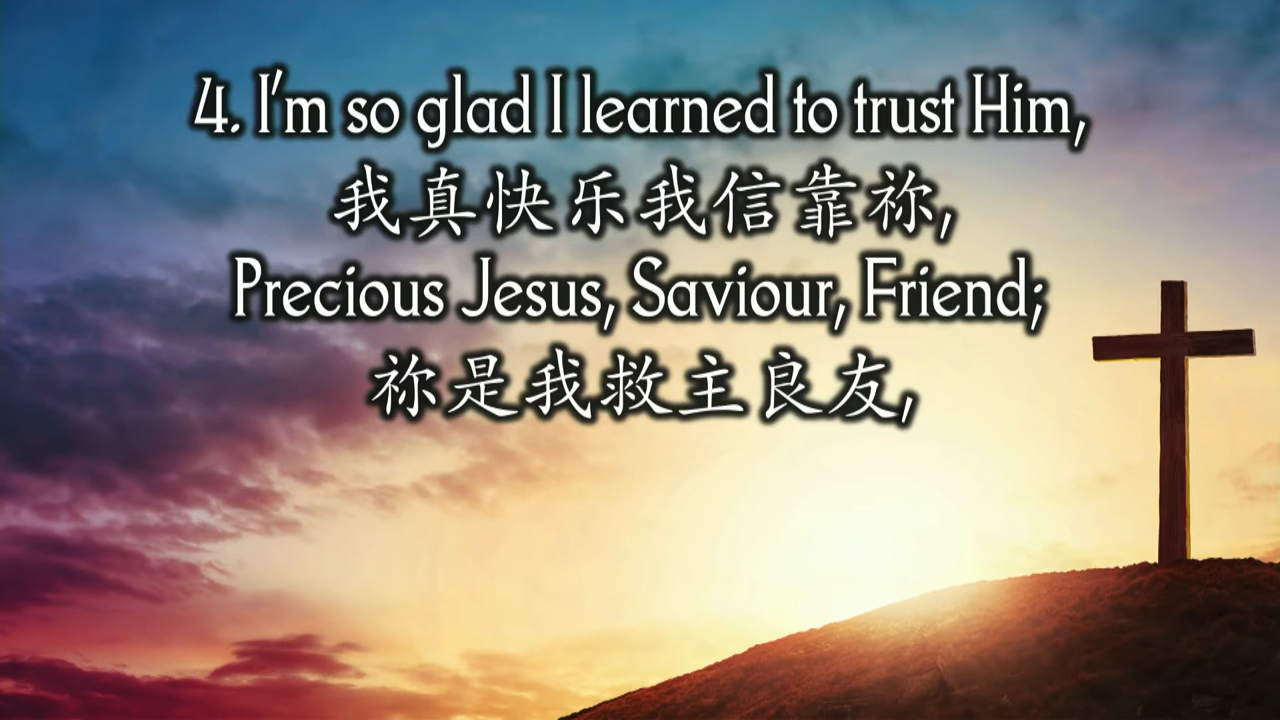 4. I'm so glad I learned to trust Him,
我真快乐我信靠祢,
Precious Jesus, Saviour, Friend;
祢是我救主良友,